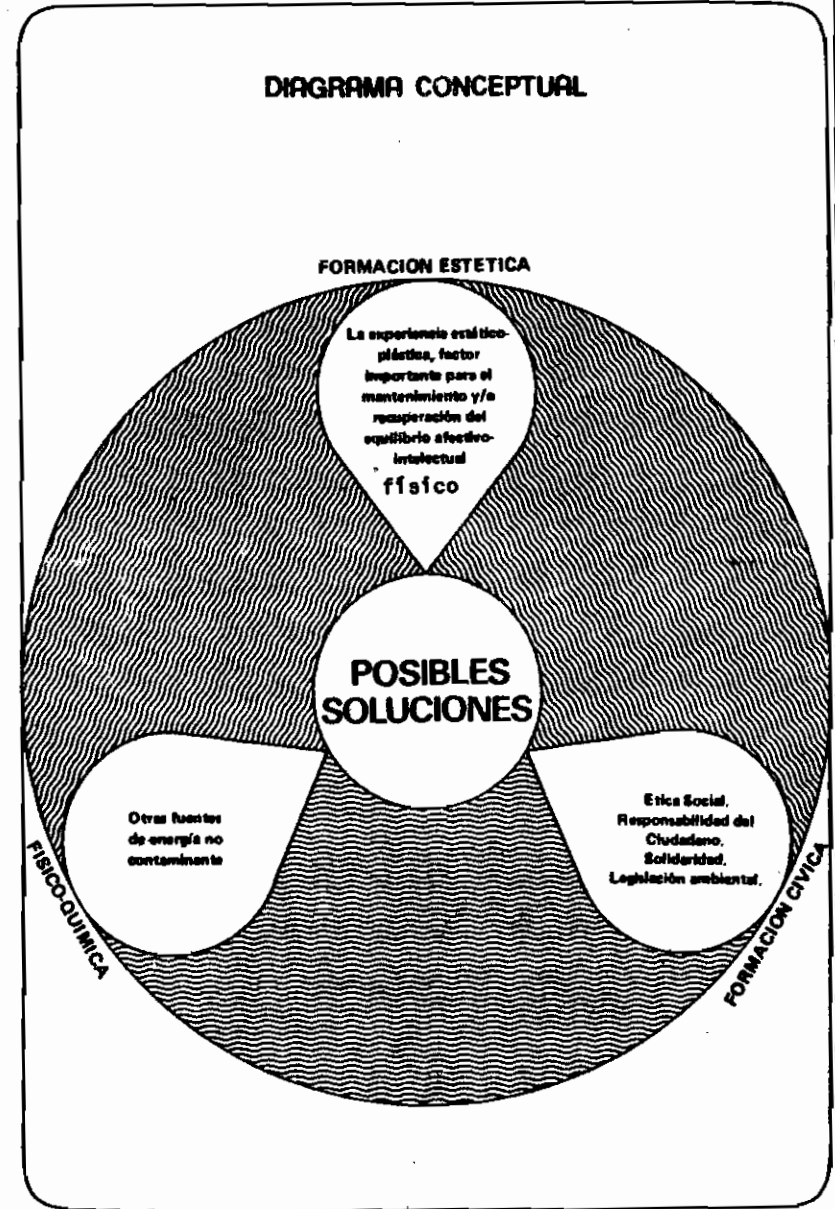 DIAGRAMA CONCEPTUAL
FORMACION ESTETICA
La experiencia estético-
plástica, factor
importante para el
mantenimiento y/o
recuperación del
equilibrio afectivo-
intelectual
físico
POSIBLES
SOLUCIONES
Otras fuentes
de energía no
contaminante
Etica Social,
Responsabilidad del
Ciudadano,
Solidaridad,
Legislación ambiental,
FISICO-QUIMICA
FORMACION CIVICA